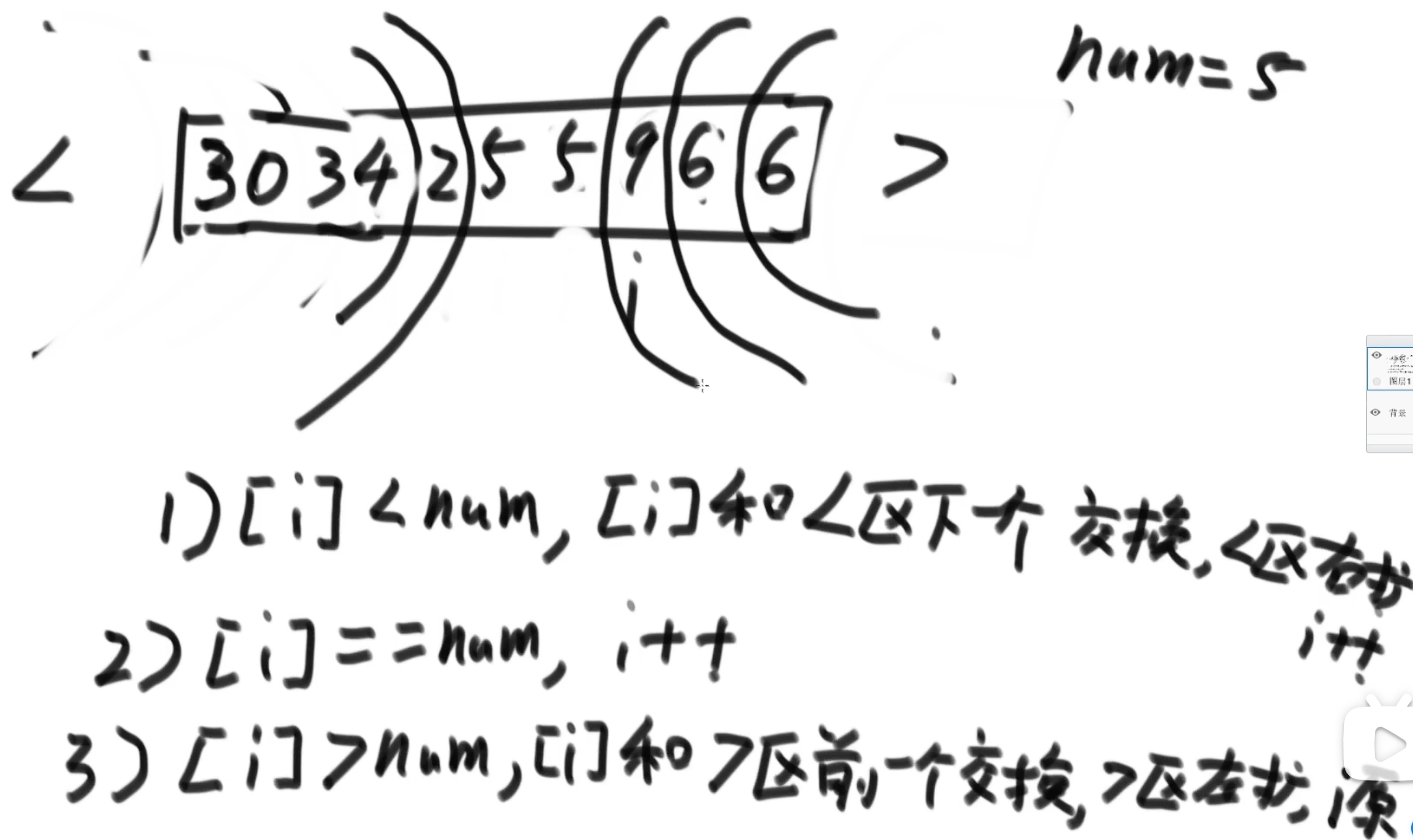 num=5
< 3 0 3 4 2 5 5 9 6 6 >
i
1) [i] < num, [i]和<区下一个 交换, <区右扩
i++
2) [i] == num, i++
3) [i] > num, [i]和 >区前一个交换, >区左扩, i原
图层1
背景